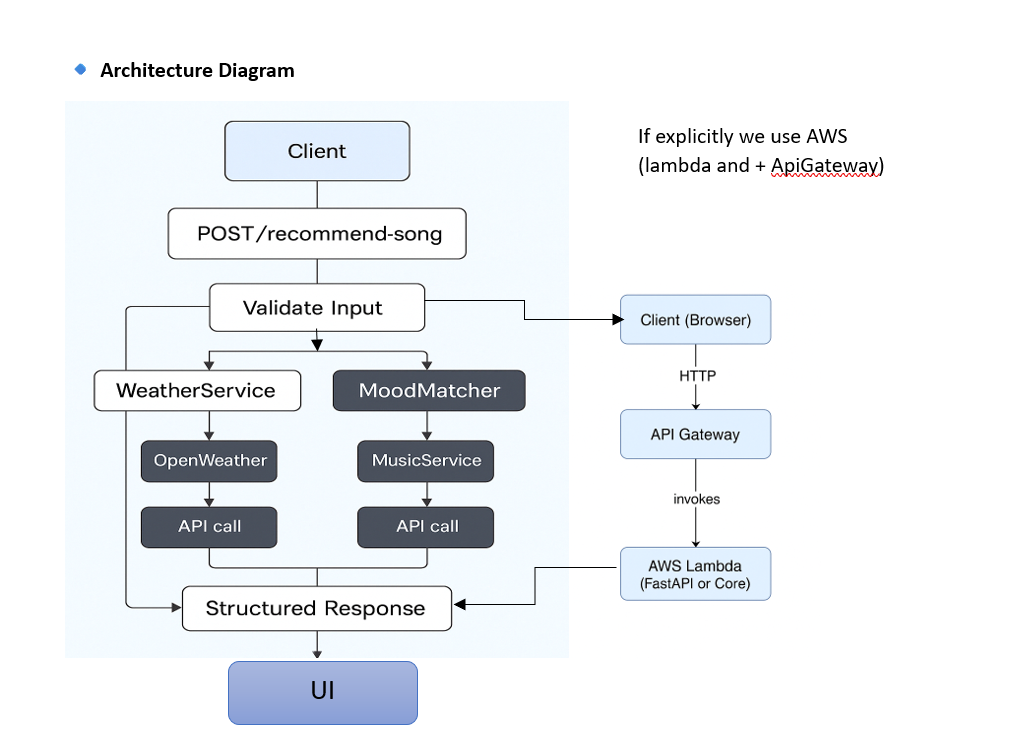 Architecture Diagram
Client
POST/recommend-song
Validate Input
WeatherService
MoodMatcher
OpenWeather
MusicService
API call
API call
Structured Response
UI
If explicitly we use AWS
(lambda and + ApiGateway)
Client (Browser)
HTTP
API Gateway
invokes
AWS Lambda
(FastAPI or Core)